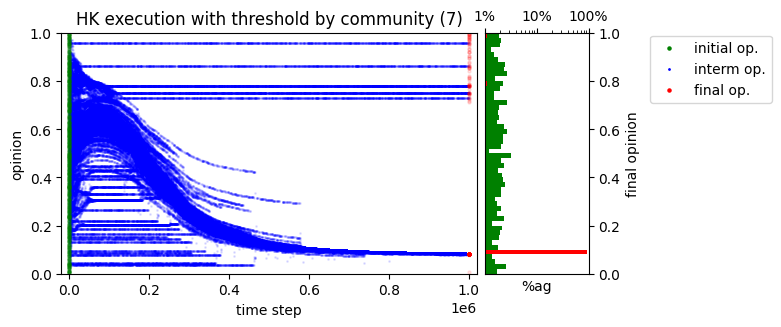 HK execution with threshold by community (7)
1% 10% 100%
1.0 0.8 0.6 0.4 0.2 0.0
opinion
0.0 0.2 0.4 0.6 0.8 1.0
1e6
time step
%ag
1.0 0.8 0.6 0.4 0.2 0.0
final opinion
initial op.
interm op.
final op.